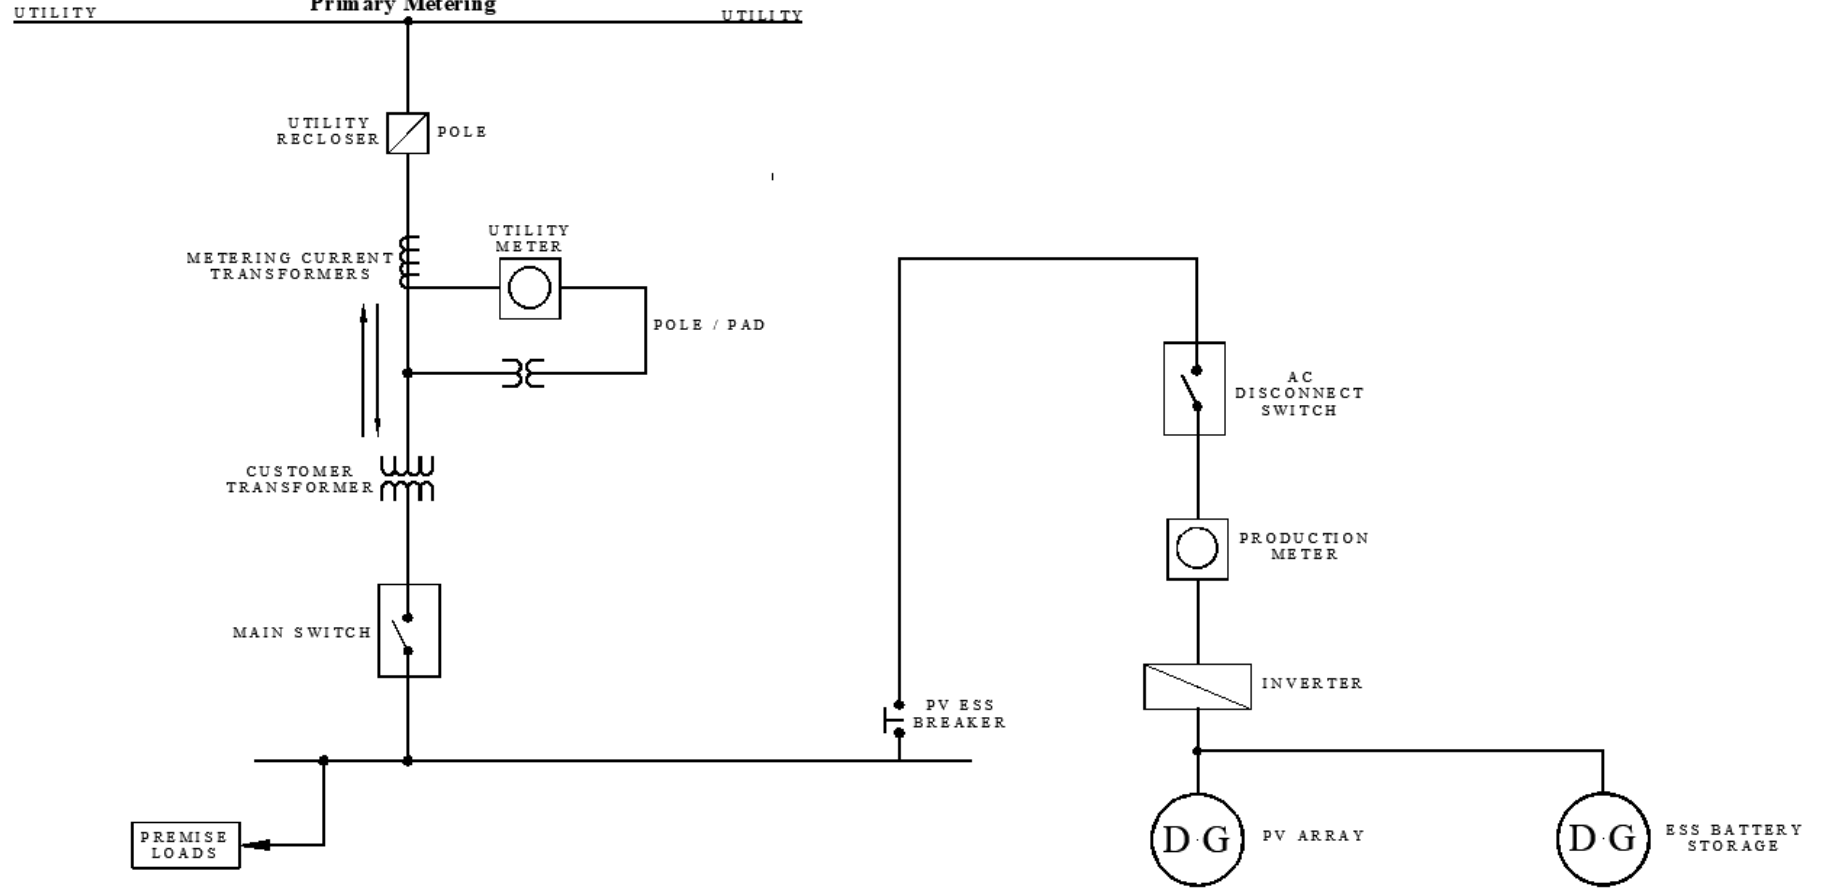 Primary Metering
UTILITY
UTILITY
UTILITY
RECLOSER
POLE
UTILITY
METER
METERING CURRENT
TRANSFORMERS
POLE / PAD
AC
DISCONNECT
SWITCH
CUSTOMER
TRANSFORMER
PRODUCTION
METER
MAIN SWITCH
INVERTER
PV ESS
BREAKER
PREMISE
LOADS
D·G
PV ARRAY
D·G
ESS BATTERY
STORAGE